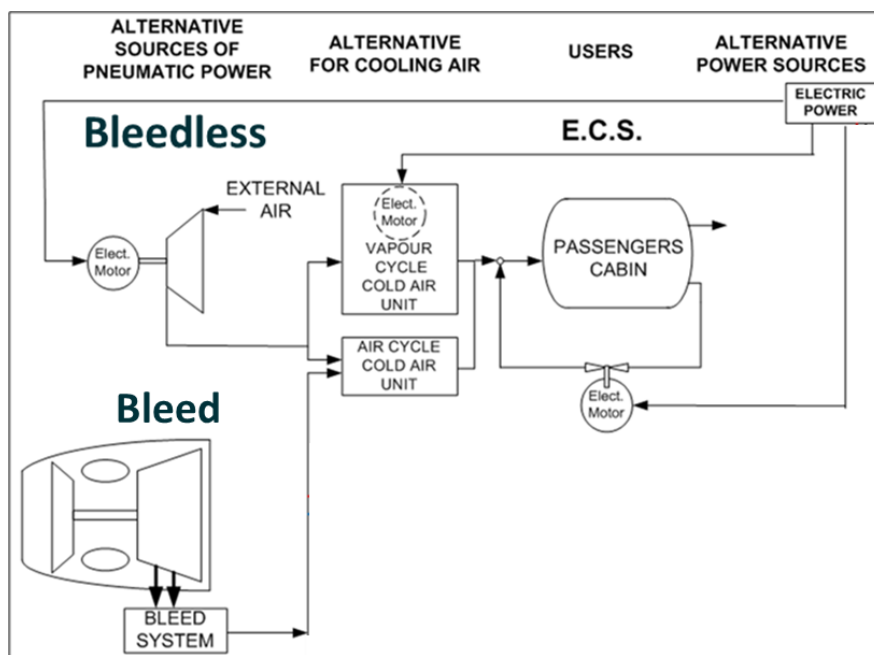 ALTERNATIVE
SOURCES OF
PNEUMATIC POWER
ALTERNATIVE
FOR COOLING AIR
USERS
ALTERNATIVE
POWER SOURCES
ELECTRIC
POWER
Bleedless
E.C.S.
EXTERNAL
AIR
Elect.
Motor
Elect.
Motor
VAPOUR
CYCLE
COLD AIR
UNIT
PASSENGERS
CABIN
AIR CYCLE
COLD AIR
UNIT
Elect.
Motor
Bleed
BLEED
SYSTEM